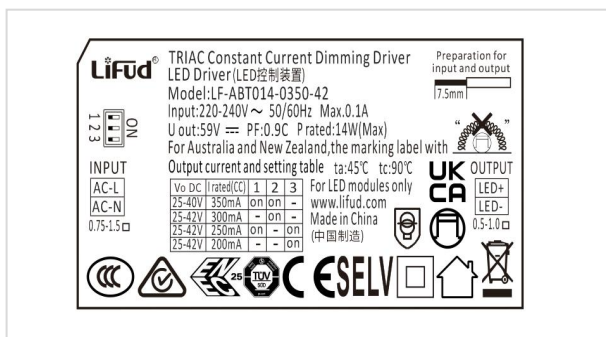 LiFud®
TRIAC Constant Current Dimming Driver
LED Driver(LED控制装置)
Model:LF-ABT014-0350-42
Input:220-240V～ 50/60Hz Max.0.1A
U out:59V ⎓ PF:0.9C P rated:14W(Max)
For Australia and New Zealand,the marking label with
Preparation for
input and output
7.5mm
“ ”
ON
1 2 3
INPUT
AC-L
AC-N
0.75-1.5□
Output current and setting table ta:45℃ tc:90℃
Vo DC I rated(CC) 1 2 3
25-40V 350mA on on -
25-42V 300mA - on -
25-42V 250mA on - on
25-42V 200mA - - on
For LED modules only
www.lifud.com
Made in China
(中国制造)
UK
CA
OUTPUT
LED+
LED-
0.5-1.0□
CCC
ENEC 25
TÜV
SUD
CE
SELV